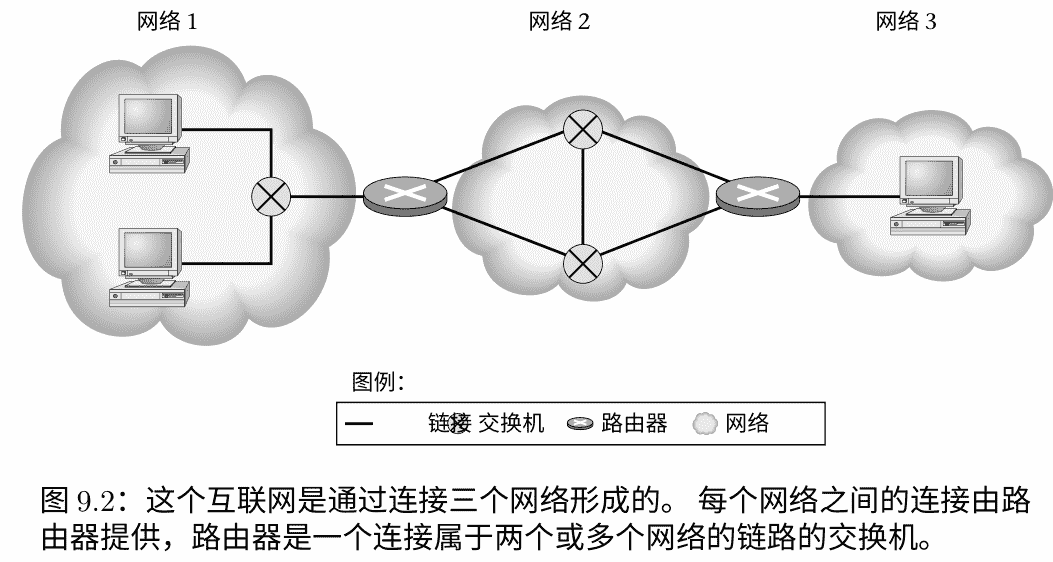 网络 1 网络 2 网络 3
图例：
链接 交换机 路由器 网络
图 9.2：这个互联网是通过连接三个网络形成的。 每个网络之间的连接由路
由器提供，路由器是一个连接属于两个或多个网络的链路的交换机。